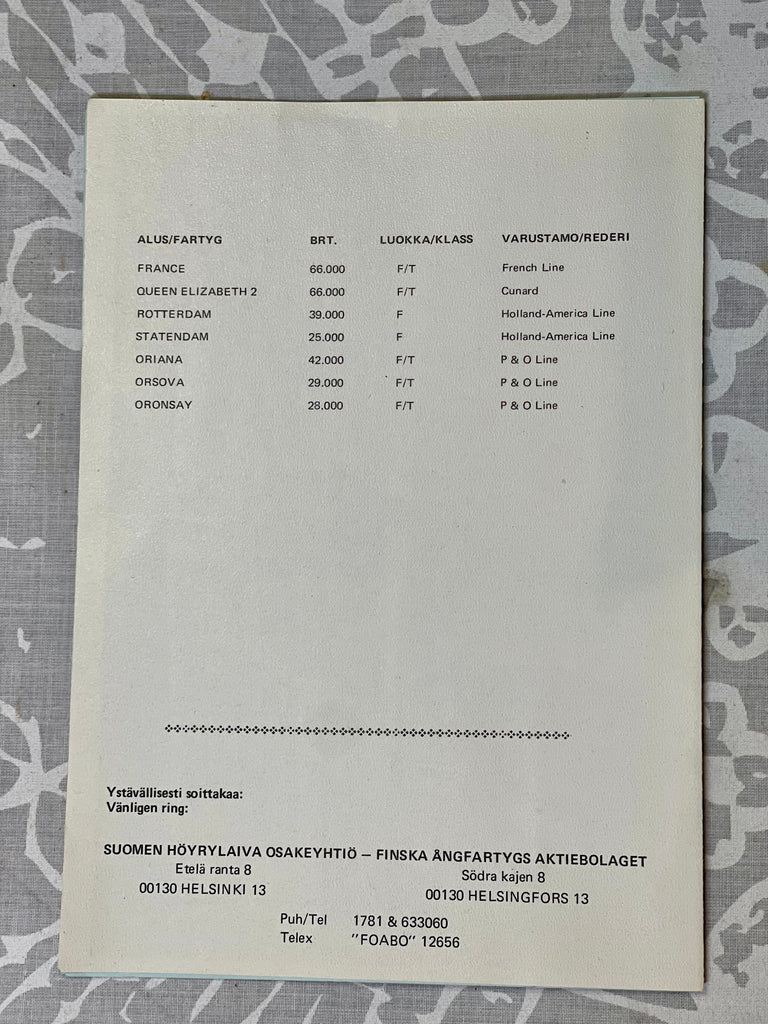 ALUS/FARTYG BRT. LUOKKA/KLASS VARUSTAMO/REDERI
FRANCE 66.000 F/T French Line
QUEEN ELIZABETH 2 66.000 F/T Cunard
ROTTERDAM 39.000 F Holland-America Line
STATENDAM 25.000 F Holland-America Line
ORIANA 42.000 F/T P & O Line
ORSOVA 29.000 F/T P & O Line
ORONSAY 28.000 F/T P & O Line
Ystävällisesti soittakaa:
Vänligen ring:
SUOMEN HÖYRYLAIVA OSAKEYHTIÖ — FINSKA ÅNGFARTYGS AKTIEBOLAGET
Etelä ranta 8 Södra kajen 8
00130 HELSINKI 13 00130 HELSINGFORS 13
Puh/Tel 1781 & 633060
Telex "FOABO" 12656